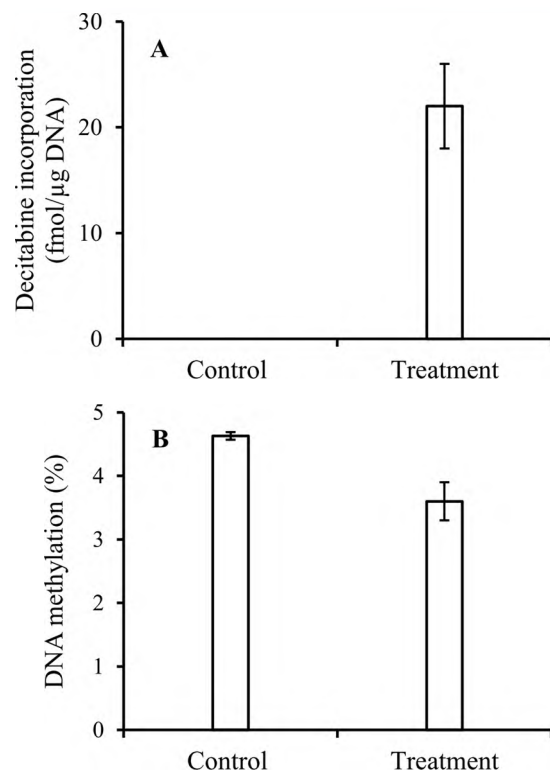 A
Decitabine incorporation
(fmol/µg DNA)
30
20
10
0
Control
Treatment
B
DNA methylation (%)
5
4
3
2
1
0
Control
Treatment